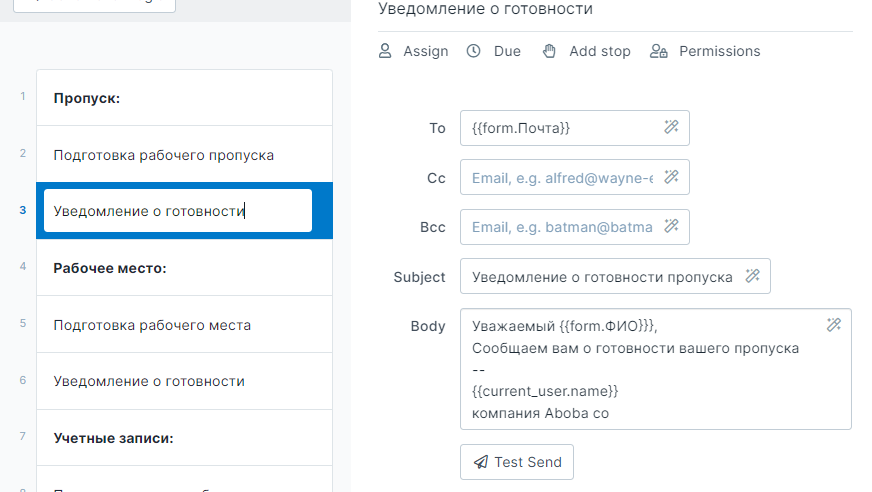 Уведомление о готовности
Assign Due Add stop Permissions
1 Пропуск:
2 Подготовка рабочего пропуска
3 Уведомление о готовности
4 Рабочее место:
5 Подготовка рабочего места
6 Уведомление о готовности
7 Учетные записи:
To {{form.Почта}}
Cc Email, e.g. alfred@wayne-e
Bcc Email, e.g. batman@batma
Subject Уведомление о готовности пропуска
Body Уважаемый {{form.ФИО}}},
Сообщаем вам о готовности вашего пропуска
--
{{current_user.name}}
компания Aboba co
Test Send